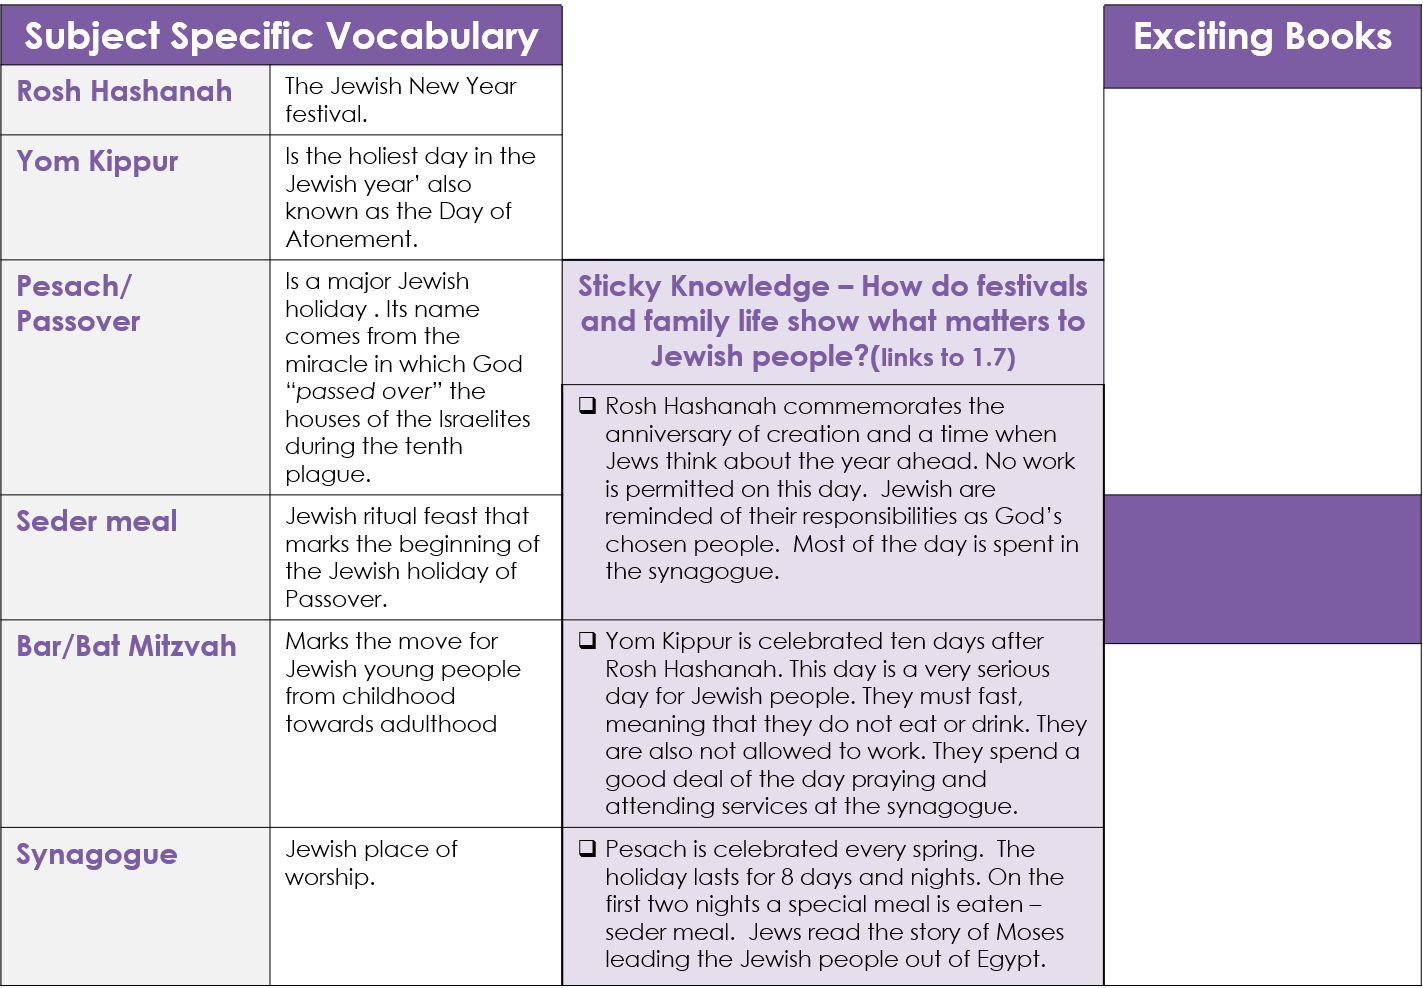 Subject Specific Vocabulary
Rosh Hashanah
The Jewish New Year
festival.
Yom Kippur
Is the holiest day in the
Jewish year’ also
known as the Day of
Atonement.
Pesach/
Passover
Is a major Jewish
holiday . Its name
comes from the
miracle in which God
“passed over” the
houses of the Israelites
during the tenth
plague.
Seder meal
Jewish ritual feast that
marks the beginning of
the Jewish holiday of
Passover.
Bar/Bat Mitzvah
Marks the move for
Jewish young people
from childhood
towards adulthood
Synagogue
Jewish place of
worship.
Sticky Knowledge – How do festivals
and family life show what matters to
Jewish people?(links to 1.7)
❑ Rosh Hashanah commemorates the
anniversary of creation and a time when
Jews think about the year ahead. No work
is permitted on this day.  Jewish are
reminded of their responsibilities as God’s
chosen people.  Most of the day is spent in
the synagogue.
❑ Yom Kippur is celebrated ten days after
Rosh Hashanah. This day is a very serious
day for Jewish people. They must fast,
meaning that they do not eat or drink. They
are also not allowed to work. They spend a
good deal of the day praying and
attending services at the synagogue.
❑ Pesach is celebrated every spring.  The
holiday lasts for 8 days and nights. On the
first two nights a special meal is eaten –
seder meal.  Jews read the story of Moses
leading the Jewish people out of Egypt.
Exciting Books